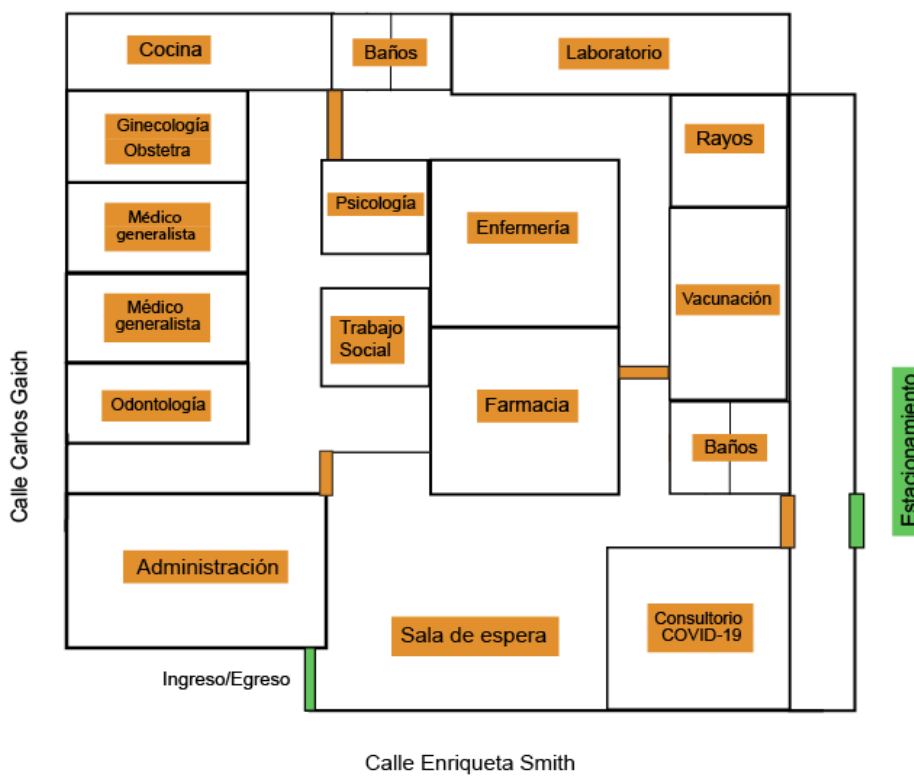 Cocina
Baños
Laboratorio
Ginecología
Obstetra
Rayos
Médico
generalista
Psicología
Enfermería
Vacunación
Médico
generalista
Trabajo
Social
Odontología
Farmacia
Baños
Calle Carlos Gaich
Estacionamiento
Administración
Sala de espera
Consultorio
COVID-19
Ingreso/Egreso
Calle Enriqueta Smith